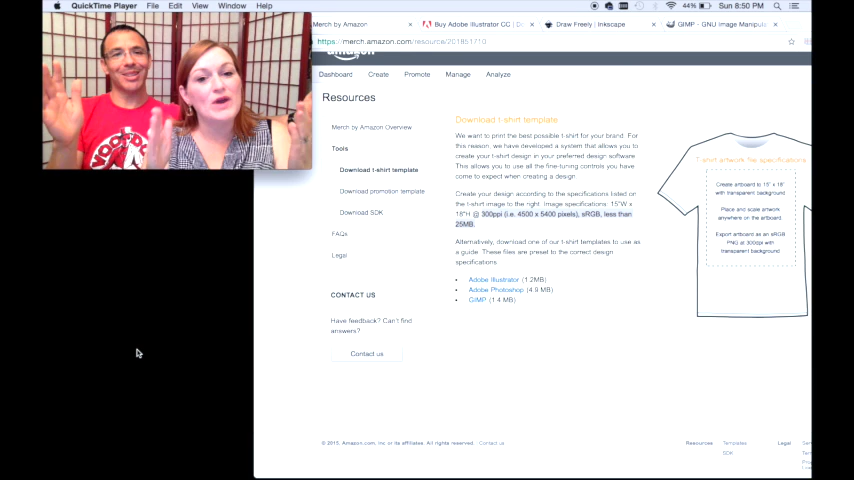 QuickTime Player File Edit View Window Help
44% Sun 8:50 PM
Merch by Amazon
Buy Adobe Illustrator CC | Do
Draw Freely | Inkscape
GIMP - GNU Image Manipula
https://merch.amazon.com/resource/201851710
amazon
Dashboard Create Promote Manage Analyze
Resources
Merch by Amazon Overview
Tools
Download t-shirt template
Download promotion template
Download SDK
FAQs
Legal
CONTACT US
Have feedback? Can't find
answers?
Contact us
Download t-shirt template
We want to print the best possible t-shirt for your brand. For
this reason, we have developed a system that allows you to
create your t-shirt design in your preferred design software.
This allows you to use all the fine-tuning controls you have
come to expect when creating a design
Create your design according to the specifications listed on
the t-shirt image to the right. Image specifications: 15"W x
18"H @ 300ppi (i.e. 4500 x 5400 pixels), sRGB, less than
25MB.
Alternatively, download one of our t-shirt templates to use as
a guide. These files are preset to the correct design
specifications.
• Adobe Illustrator (1.2MB)
• Adobe Photoshop (4.9 MB)
• GIMP (1.4 MB)
T-shirt artwork file specifications
Create artboard to 15" x 18"
with transparent background
Place and scale artwork
anywhere on the artboard
Export artboard as an sRGB
PNG at 300ppi with
transparent background
© 2015, Amazon.com, Inc. or its affiliates. All rights reserved. Contact us
Resources Templates
SDK
Legal